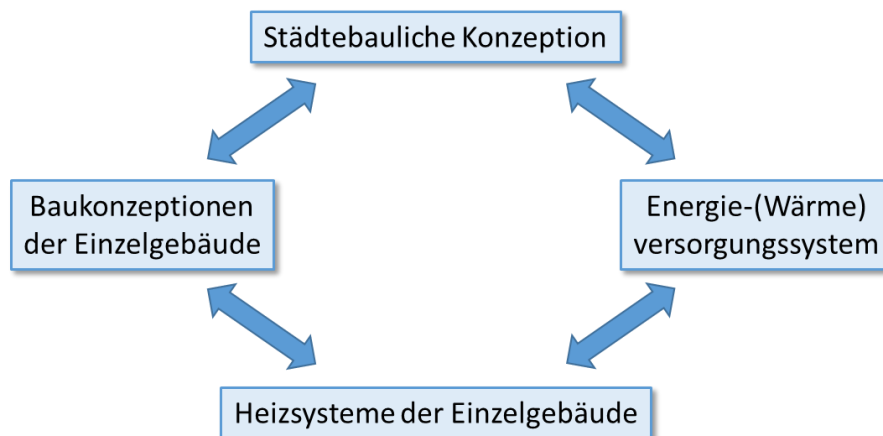 Städtebauliche Konzeption
Baukonzeptionen
der Einzelgebäude
Energie-(Wärme)
versorgungssystem
Heizsysteme der Einzelgebäude